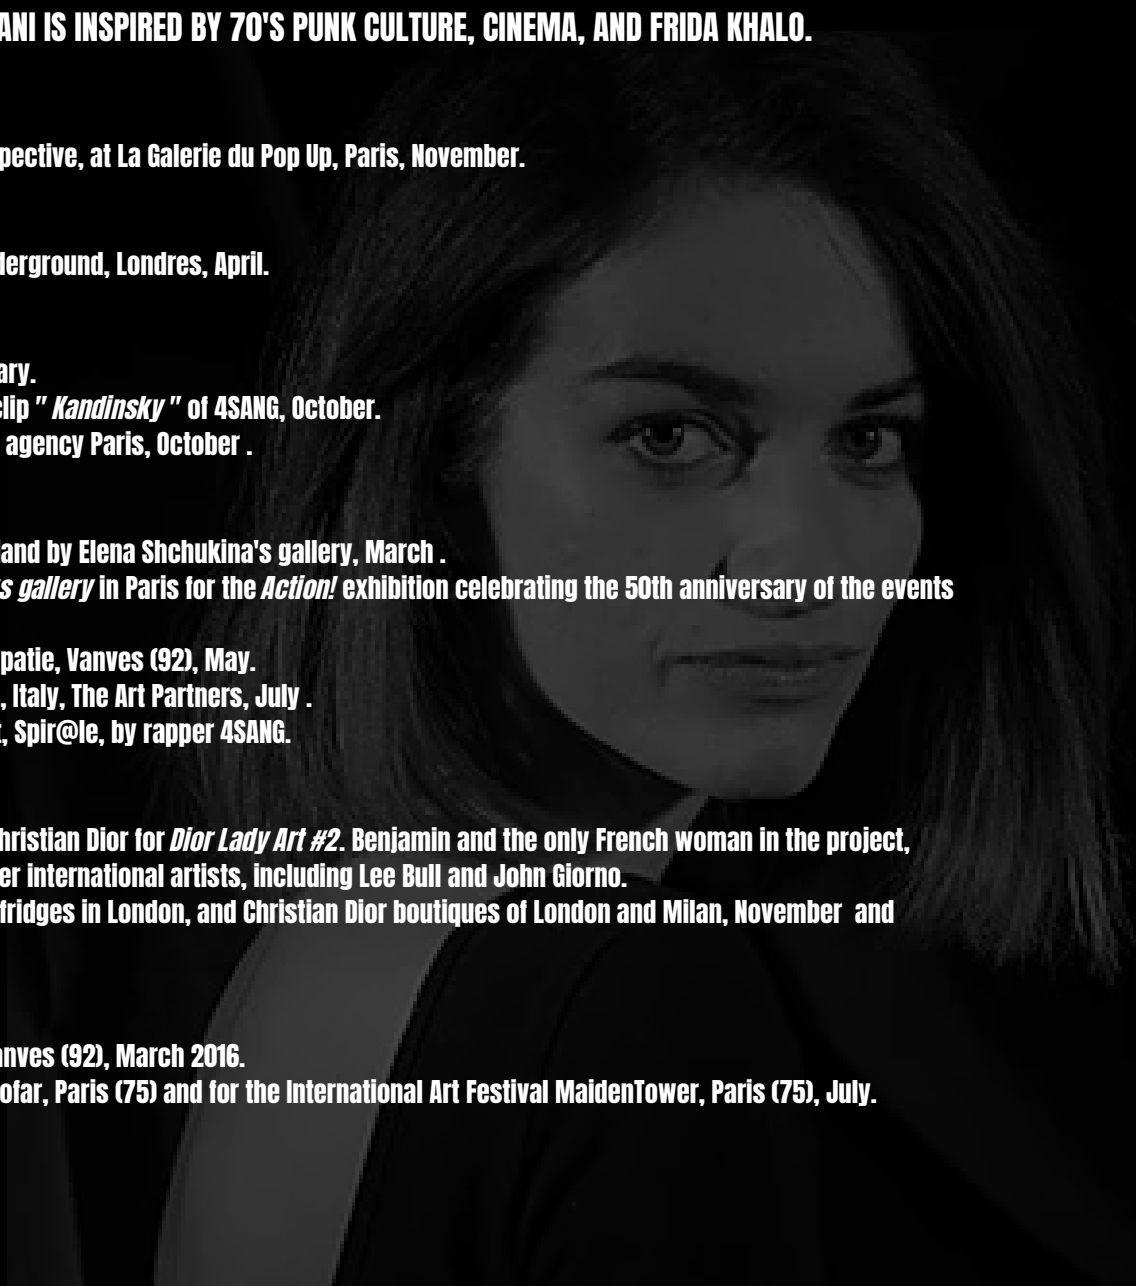 ANI IS INSPIRED BY 70'S PUNK CULTURE, CINEMA, AND FRIDA KHALO.
pective, at La Galerie du Pop Up, Paris, November.
derground, Londres, April.
ary.
clip " Kandinsky " of 4SANG, October.
agency Paris, October .
land by Elena Shchukina's gallery, March .
s gallery in Paris for the Action! exhibition celebrating the 50th anniversary of the events
patie, Vanves (92), May.
, Italy, The Art Partners, July .
t, Spir@le, by rapper 4SANG.
hristian Dior for Dior Lady Art #2. Benjamin and the only French woman in the project,
er international artists, including Lee Bull and John Giorno.
fridges in London, and Christian Dior boutiques of London and Milan, November  and
anves (92), March 2016.
ofar, Paris (75) and for the International Art Festival MaidenTower, Paris (75), July.